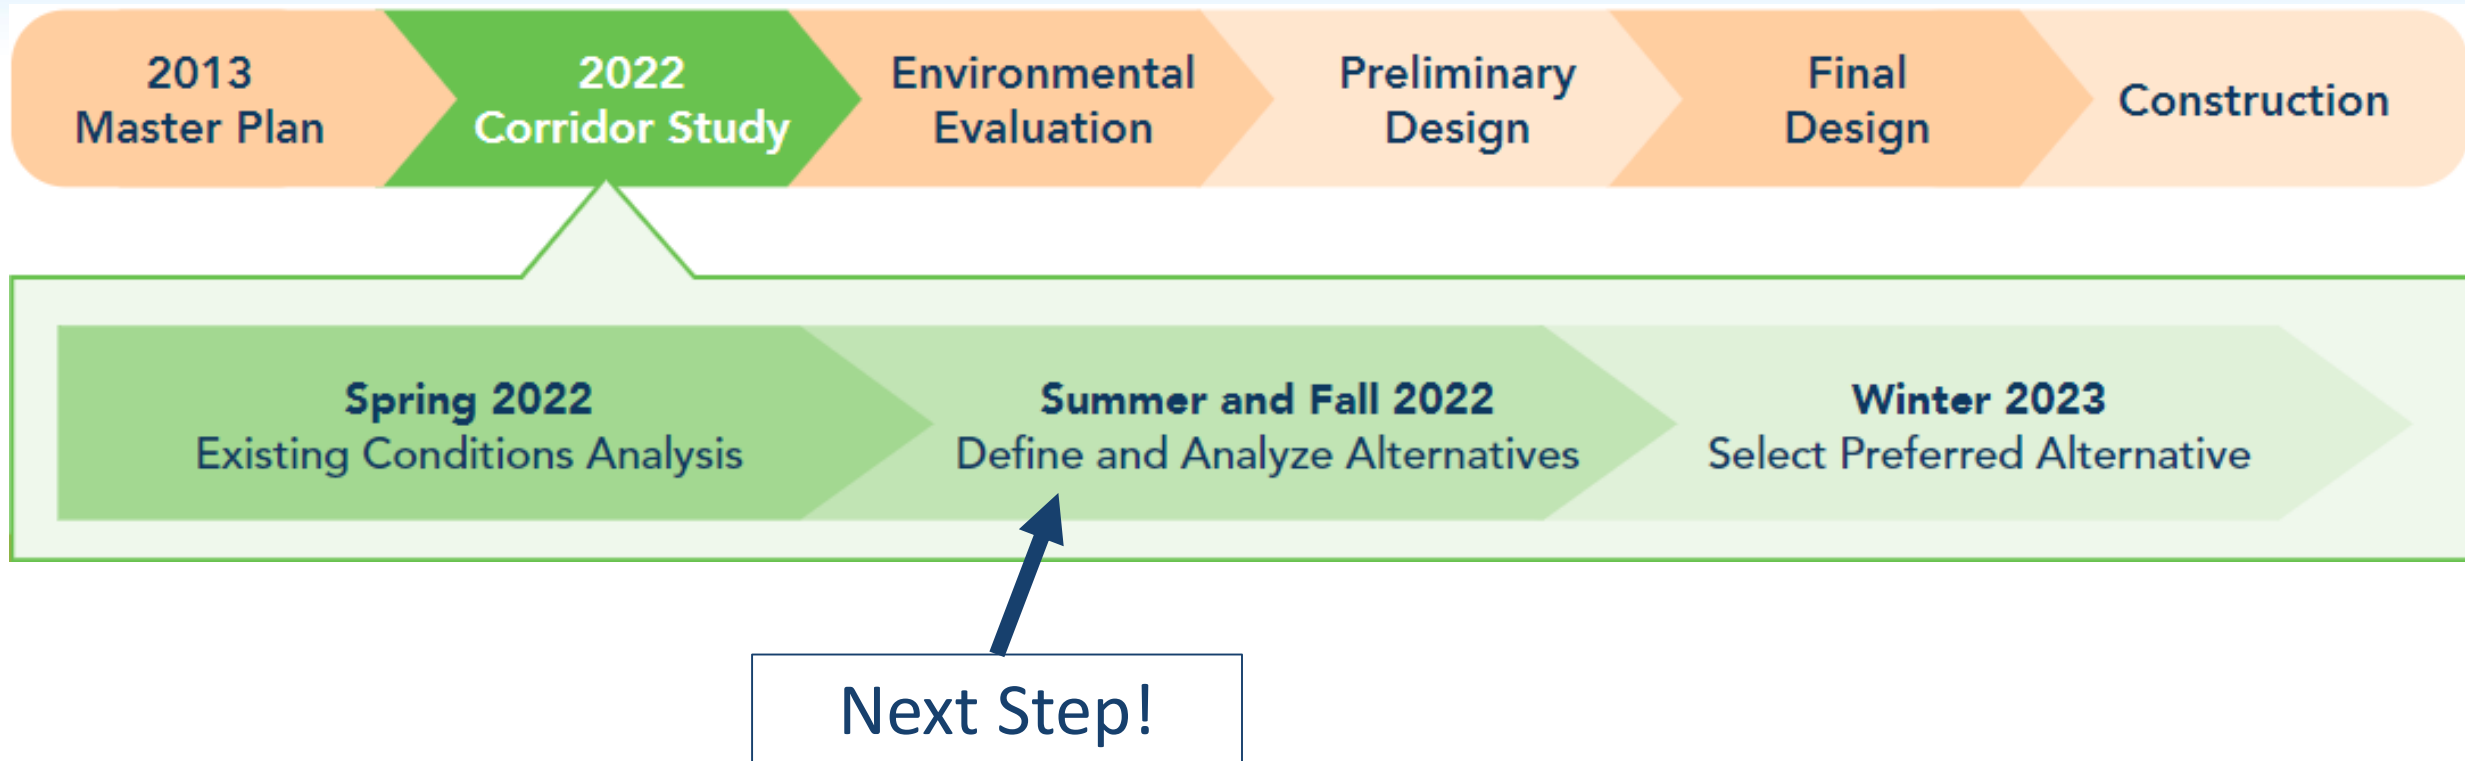 2013
Master Plan
2022
Corridor Study
Environmental
Evaluation
Preliminary
Design
Final
Design
Construction
Spring 2022
Existing Conditions Analysis
Summer and Fall 2022
Define and Analyze Alternatives
Winter 2023
Select Preferred Alternative
Next Step!